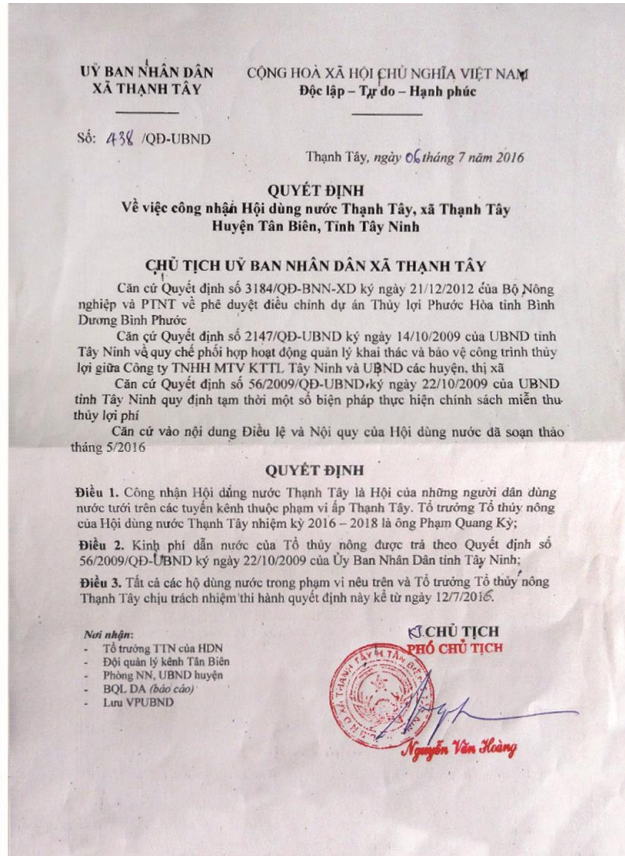 UỶ BAN NHÂN DÂN
XÃ THẠNH TÂY
CỘNG HOÀ XÃ HỘI CHỦ NGHĨA VIỆT NAM
Độc lập – Tự do – Hạnh phúc
Số: 438 /QĐ-UBND
Thạnh Tây, ngày 06 tháng 7 năm 2016
QUYẾT ĐỊNH
Về việc công nhận Hội dùng nước Thạnh Tây, xã Thạnh Tây
Huyện Tân Biên, Tỉnh Tây Ninh
CHỦ TỊCH UỶ BAN NHÂN DÂN XÃ THẠNH TÂY
Căn cứ Quyết định số 3184/QĐ-BNN-XD ký ngày 21/12/2012 của Bộ Nông
nghiệp và PTNT về phê duyệt điều chỉnh dự án Thủy lợi Phước Hòa tỉnh Bình
Dương Bình Phước
Căn cứ Quyết định số 2147/QĐ-UBND ký ngày 14/10/2009 của UBND tỉnh
Tây Ninh về quy chế phối hợp hoạt động quản lý khai thác và bảo vệ công trình thủy
lợi giữa Công ty TNHH MTV KTTL Tây Ninh và UBND các huyện, thị xã
Căn cứ Quyết định số 56/2009/QĐ-UBND ký ngày 22/10/2009 của UBND
tỉnh Tây Ninh quy định tạm thời một số biện pháp thực hiện chính sách miễn thu
thủy lợi phí
Căn cứ vào nội dung Điều lệ và Nội quy của Hội dùng nước đã soạn thảo
tháng 5/2016
QUYẾT ĐỊNH
Điều 1. Công nhận Hội dùng nước Thạnh Tây là Hội của những người dân dùng
nước tưới trên các tuyến kênh thuộc phạm vi ấp Thạnh Tây. Tổ trưởng Tổ thủy nông
của Hội dùng nước Thạnh Tây nhiệm kỳ 2016 – 2018 là ông Phạm Quang Kỳ;
Điều 2. Kinh phí dẫn nước của Tổ thủy nông được trả theo Quyết định số
56/2009/QĐ-UBND ký ngày 22/10/2009 của Ủy Ban Nhân Dân tỉnh Tây Ninh;
Điều 3. Tất cả các hộ dùng nước trong phạm vi nêu trên và Tổ trưởng Tổ thủy nông
Thạnh Tây chịu trách nhiệm thi hành quyết định này kể từ ngày 12/7/2016.
Nơi nhận:
- Tổ trưởng TTN của HDN
- Đội quản lý kênh Tân Biên
- Phòng NN, UBND huyện
- BQL DA (báo cáo)
- Lưu VPUBND
KT CHỦ TỊCH
PHÓ CHỦ TỊCH
Nguyễn Văn Hoàng